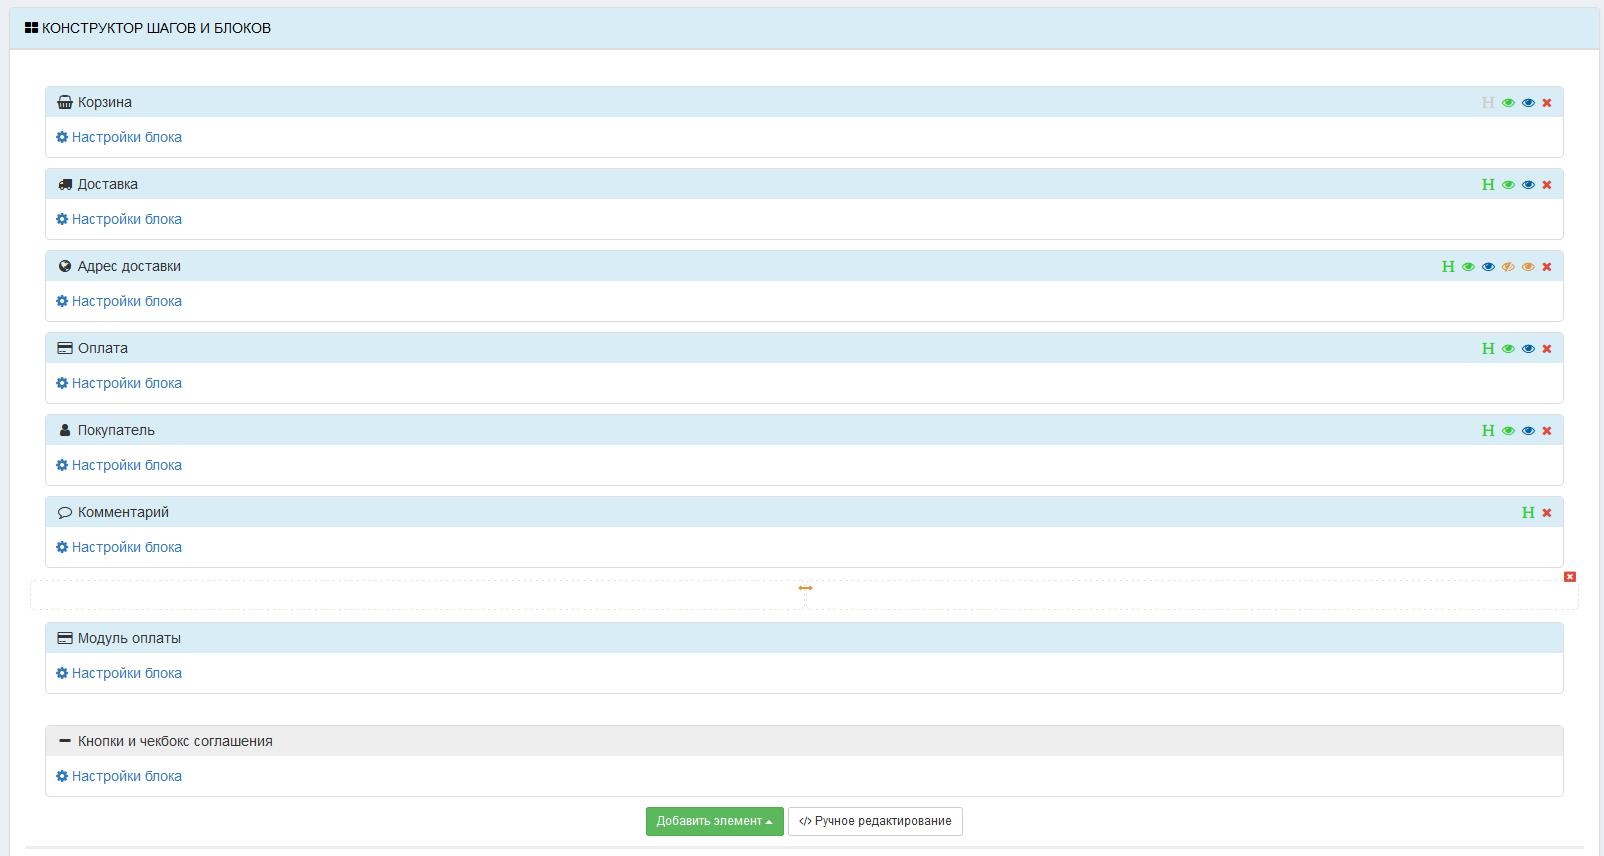 КОНСТРУКТОР ШАГОВ И БЛОКОВ
Корзина H
Настройки блока
Доставка H
Настройки блока
Адрес доставки H
Настройки блока
Оплата H
Настройки блока
Покупатель H
Настройки блока
Комментарий H
Настройки блока
Модуль оплаты
Настройки блока
Кнопки и чекбокс соглашения
Настройки блока
Добавить элемент </> Ручное редактирование